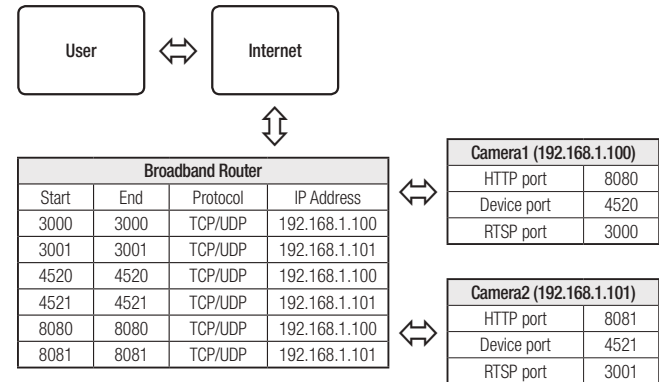 User
Internet
Broadband Router
Start End Protocol IP Address
3000 3000 TCP/UDP 192.168.1.100
3001 3001 TCP/UDP 192.168.1.101
4520 4520 TCP/UDP 192.168.1.100
4521 4521 TCP/UDP 192.168.1.101
8080 8080 TCP/UDP 192.168.1.100
8081 8081 TCP/UDP 192.168.1.101
Camera1 (192.168.1.100)
HTTP port 8080
Device port 4520
RTSP port 3000
Camera2 (192.168.1.101)
HTTP port 8081
Device port 4521
RTSP port 3001